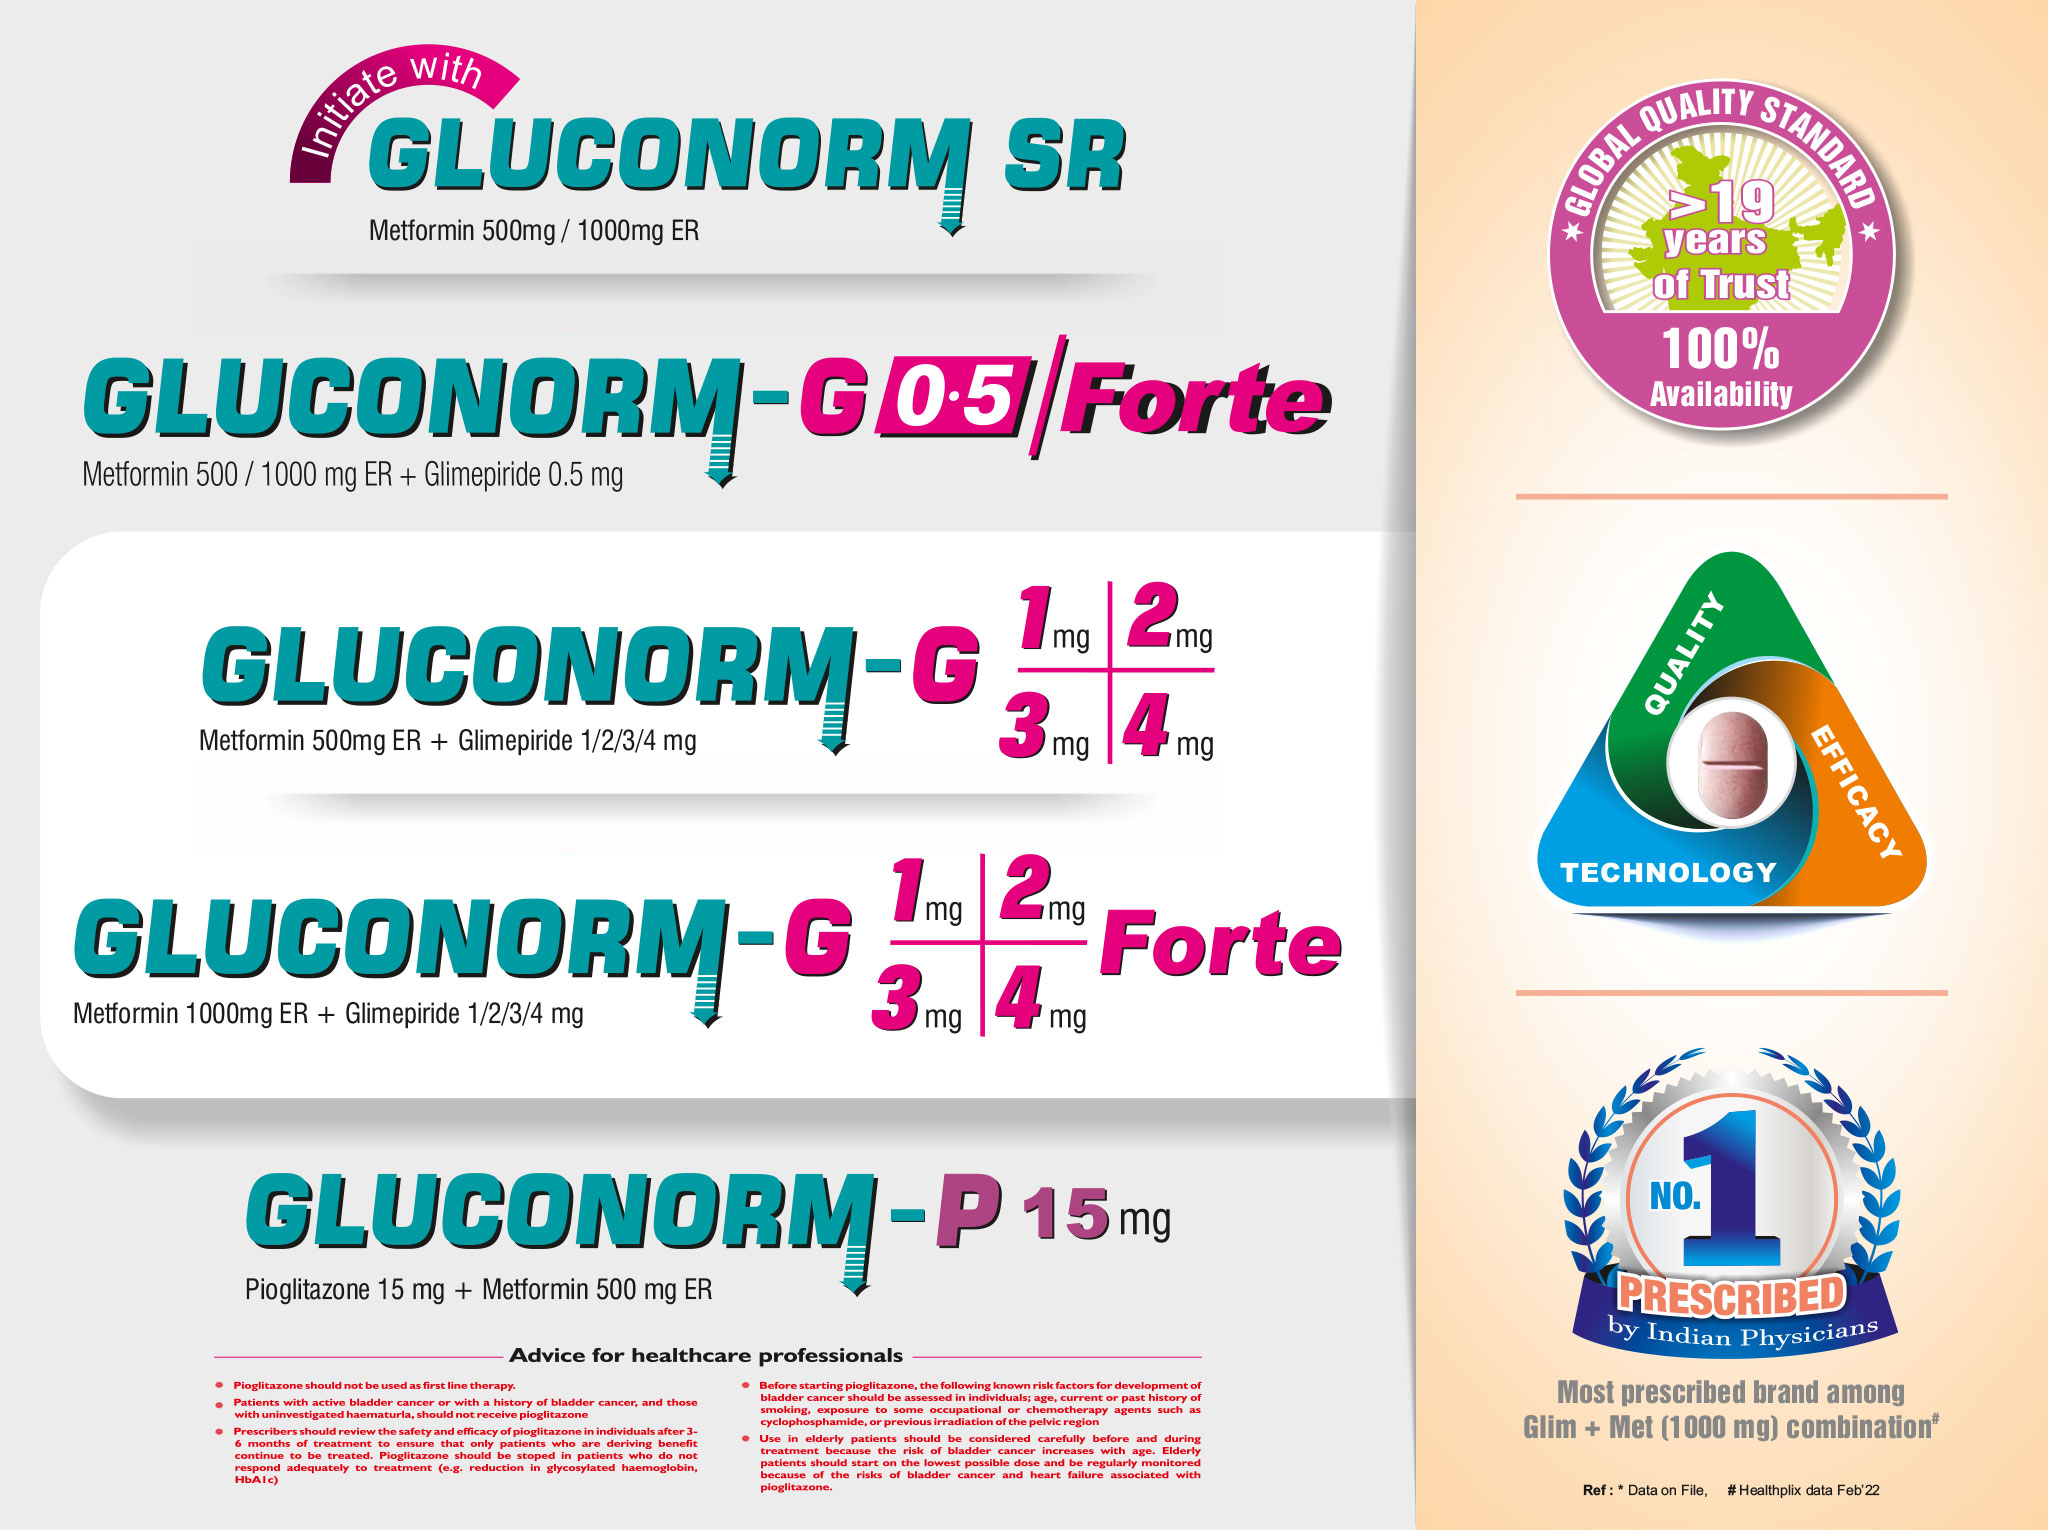 Initiate with
GLUCONORM SR
Metformin 500mg / 1000mg ER
GLUCONORM-G 0·5/Forte
Metformin 500 / 1000 mg ER + Glimepiride 0.5 mg
GLUCONORM-G
1mg 2mg
3mg 4mg
Metformin 500mg ER + Glimepiride 1/2/3/4 mg
GLUCONORM-G
1mg 2mg
3mg 4mg
Forte
Metformin 1000mg ER + Glimepiride 1/2/3/4 mg
GLUCONORM-P 15 mg
Pioglitazone 15 mg + Metformin 500 mg ER
Advice for healthcare professionals
Pioglitazone should not be used as first line therapy.
Patients with active bladder cancer or with a history of bladder cancer, and those
with uninvestigated haematurla, should not receive pioglitazone
Prescribers should review the safety and efficacy of pioglitazone in individuals after 3-
6 months of treatment to ensure that only patients who are deriving benefit
continue to be treated. Pioglitazone should be stoped in patients who do not
respond adequately to treatment (e.g. reduction in glycosylated haemoglobin,
HbA1c)
Before starting pioglitazone, the following known risk factors for development of
bladder cancer should be assessed in individuals; age, current or past history of
smoking, exposure to some occupational or chemotherapy agents such as
cyclophosphamide, or previous irradiation of the pelvic region
Use in elderly patients should be considered carefully before and during
treatment because the risk of bladder cancer increases with age. Elderly
patients should start on the lowest possible dose and be regularly monitored
because of the risks of bladder cancer and heart failure associated with
pioglitazone.
GLOBAL QUALITY STANDARD
>19
years
of Trust
100%
Availability
QUALITY
EFFICACY
TECHNOLOGY
NO. 1
PRESCRIBED
by Indian Physicians
Most prescribed brand among
Glim + Met (1000 mg) combination#
Ref : * Data on File, # Healthplix data Feb'22